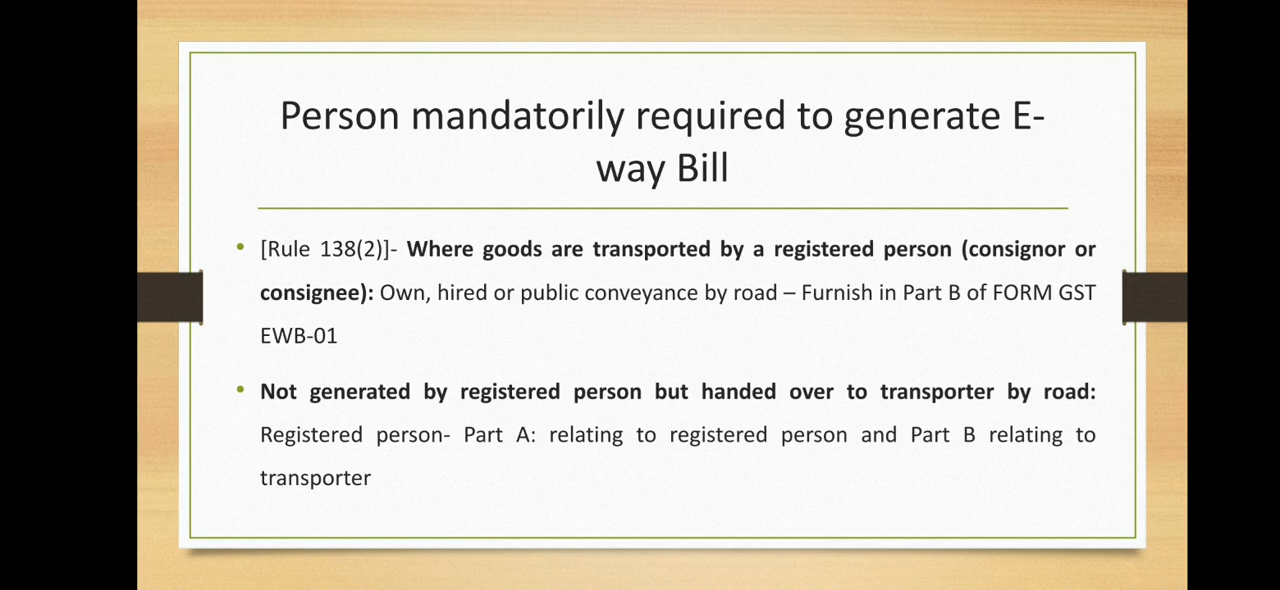 Person mandatorily required to generate E-
way Bill
• [Rule 138(2)]- Where goods are transported by a registered person (consignor or
consignee): Own, hired or public conveyance by road – Furnish in Part B of FORM GST
EWB-01
• Not generated by registered person but handed over to transporter by road:
Registered person- Part A: relating to registered person and Part B relating to
transporter